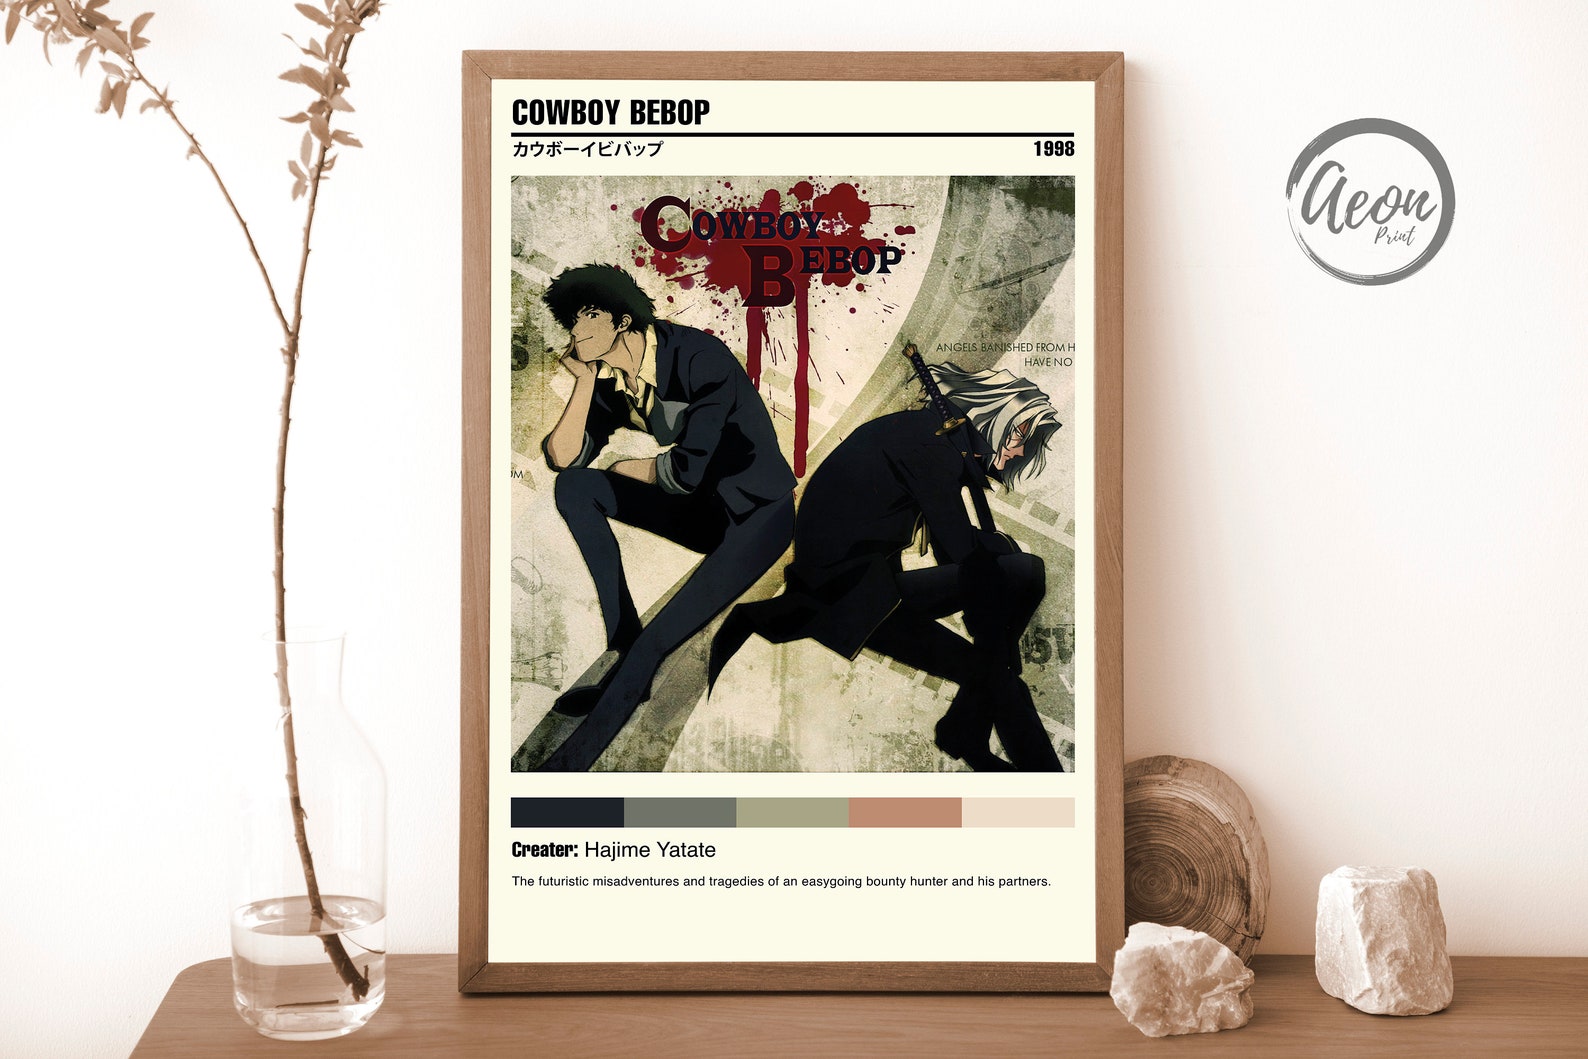 COWBOY BEBOP
カウボーイビバップ
1998
COWBOY
BEBOP
ANGELS BANISHED FROM H
HAVE NO
OM
Creater: Hajime Yatate
The futuristic misadventures and tragedies of an easygoing bounty hunter and his partners.
aeon
Print